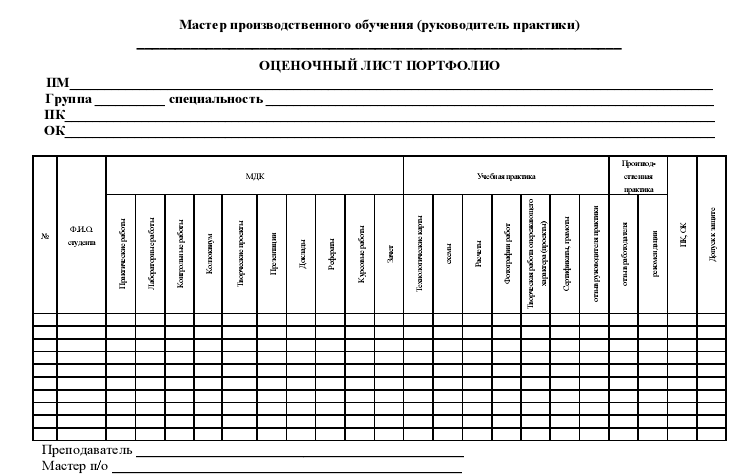 Мастер производственного обучения (руководитель практики)
ОЦЕНОЧНЫЙ ЛИСТ ПОРТФОЛИО
ПМ
Группа специальность
ПК
ОК
№
Ф.И.О.
студента
МДК
Практические работы
Лабораторные работы
Контрольные работы
Коллоквиум
Творческие проекты
Презентации
Доклады
Рефераты
Курсовые работы
Зачет
Учебная практика
Технологические карты
схемы
Расчеты
Фотографии работ
Творческая работа опережающего
характера (проекты)
Сертификаты, грамоты
отзыв руководителя практики
Производ-
ственная
практика
отзыв работодателя
рекомендации
ПК, ОК
Допуск к защите
Преподаватель
Мастер п/о